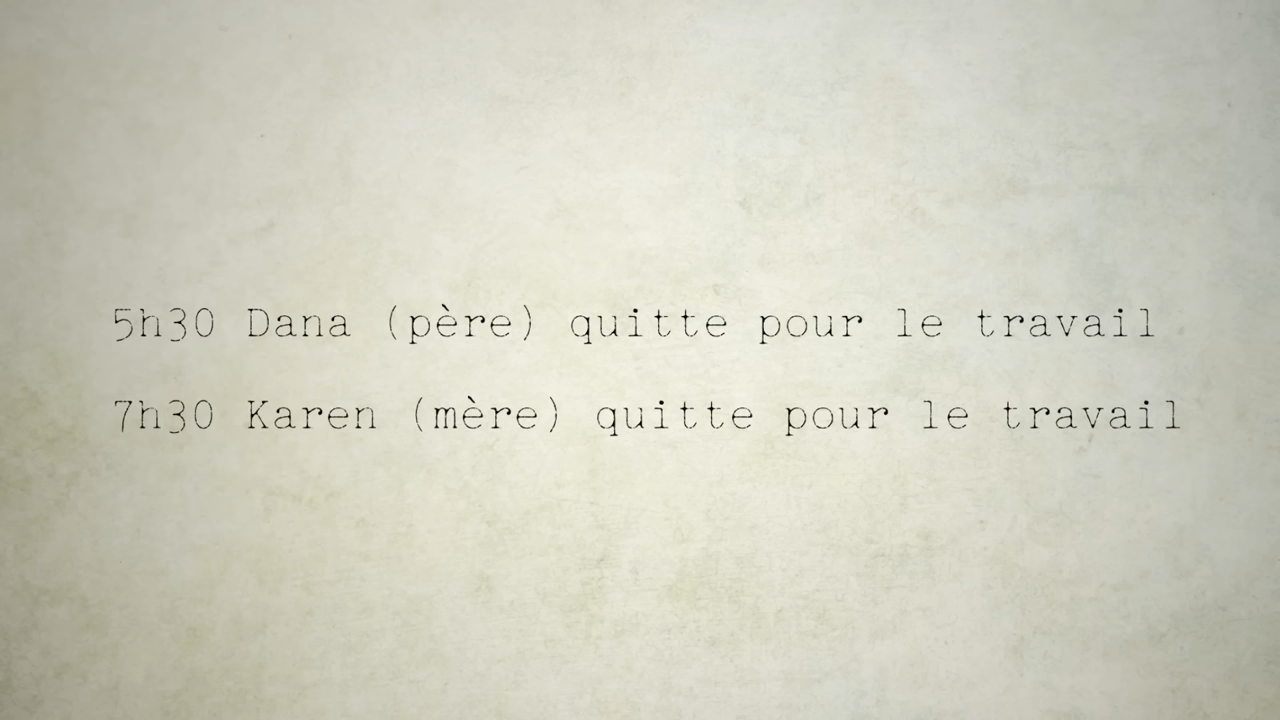 5h30 Dana (père) quitte pour le travail
7h30 Karen (mère) quitte pour le travail